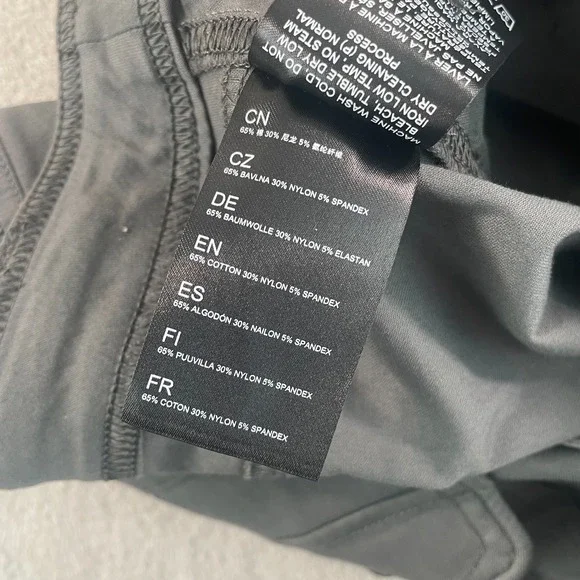 MACHINE WASH COLD, DO NOT
BLEACH, TUMBLE DRY LOW
IRON LOW TEMP, NO STEAM
DRY CLEANING (P) NORMAL
PROCESS
CN
65% 棉 30% 尼龙 5% 氨纶纤维
CZ
65% BAVLNA 30% NYLON 5% SPANDEX
DE
65% BAUMWOLLE 30% NYLON 5% ELASTAN
EN
65% COTTON 30% NYLON 5% SPANDEX
ES
65% ALGODÓN 30% NAILON 5% SPANDEX
FI
65% PUUVILLA 30% NYLON 5% SPANDEX
FR
65% COTON 30% NYLON 5% SPANDEX